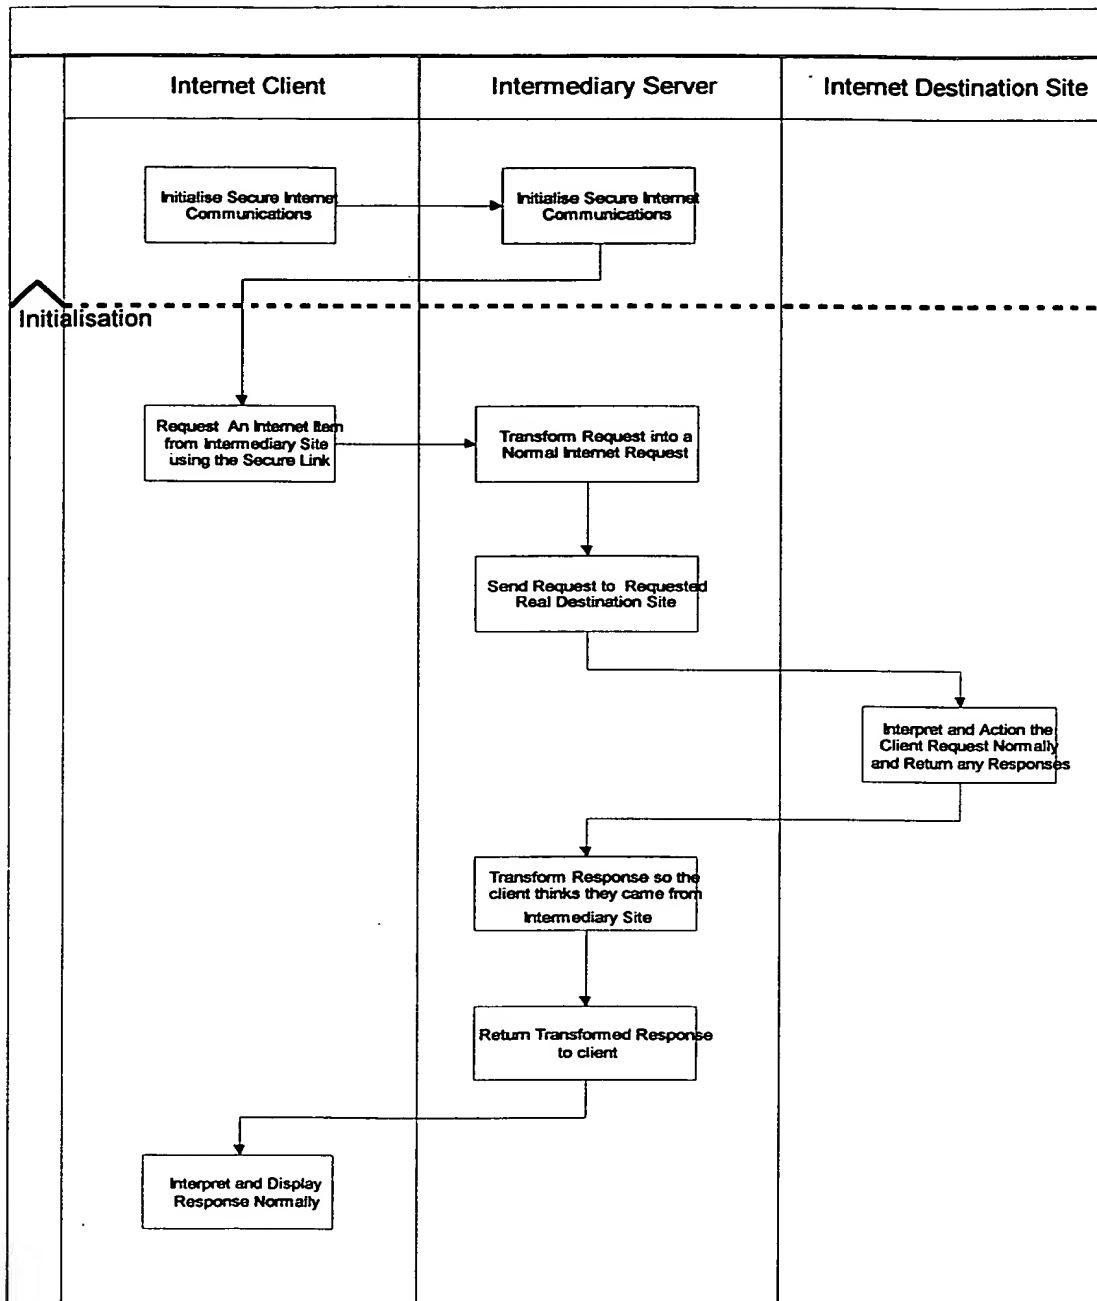 Internet Client
Intermediary Server
Internet Destination Site
Initialise Secure Internet
Communications
Initialise Secure Internet
Communications
Initialisation
Request An Internet Item
from Intermediary Site
using the Secure Link
Transform Request into a
Normal Internet Request
Send Request to Requested
Real Destination Site
Interpret and Action the
Client Request Normally
and Return any Responses
Transform Response so the
client thinks they came from
Intermediary Site
Return Transformed Response
to client
Interpret and Display
Response Normally